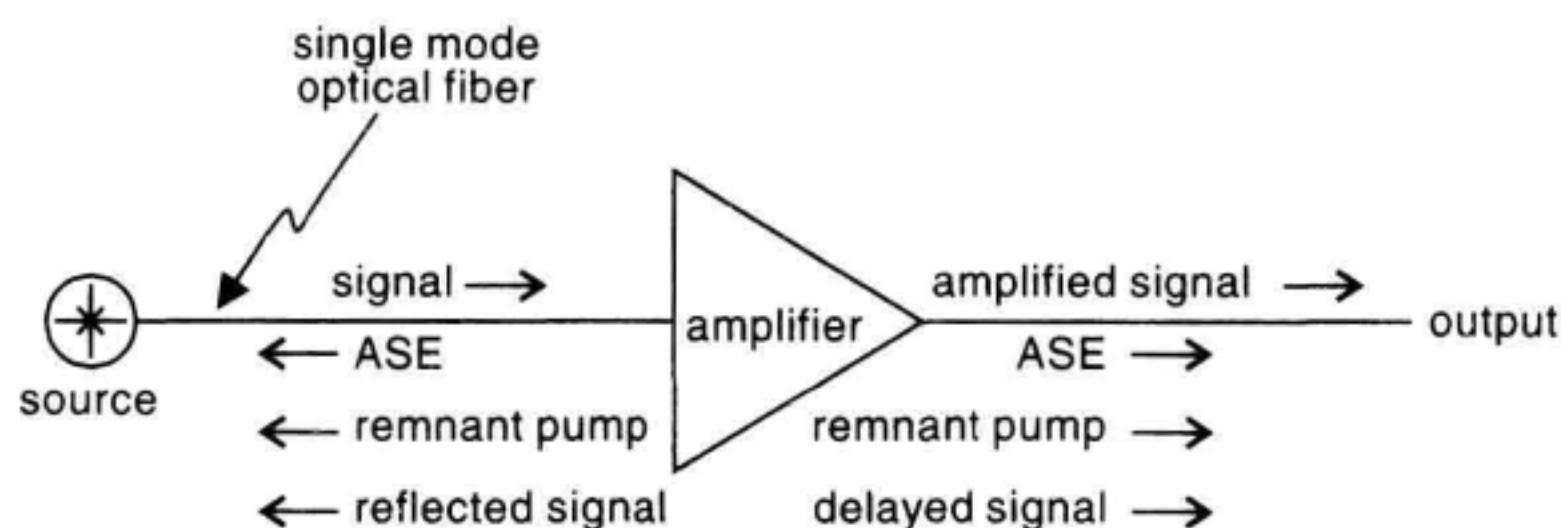 single mode
optical fiber
signal
amplified signal
amplifier
output
ASE
ASE
source
remnant pump
remnant pump
reflected signal
delayed signal